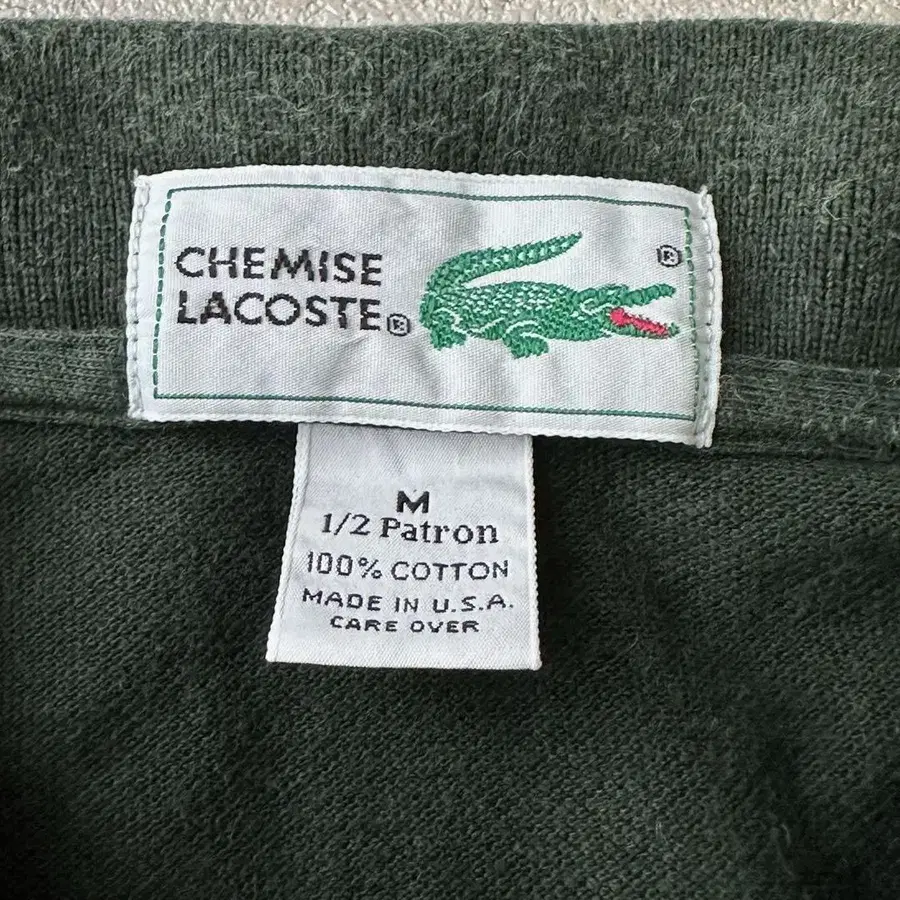 CHEMISE
LACOSTE®
®
M
1/2 Patron
100% COTTON
MADE IN U.S.A.
CARE OVER